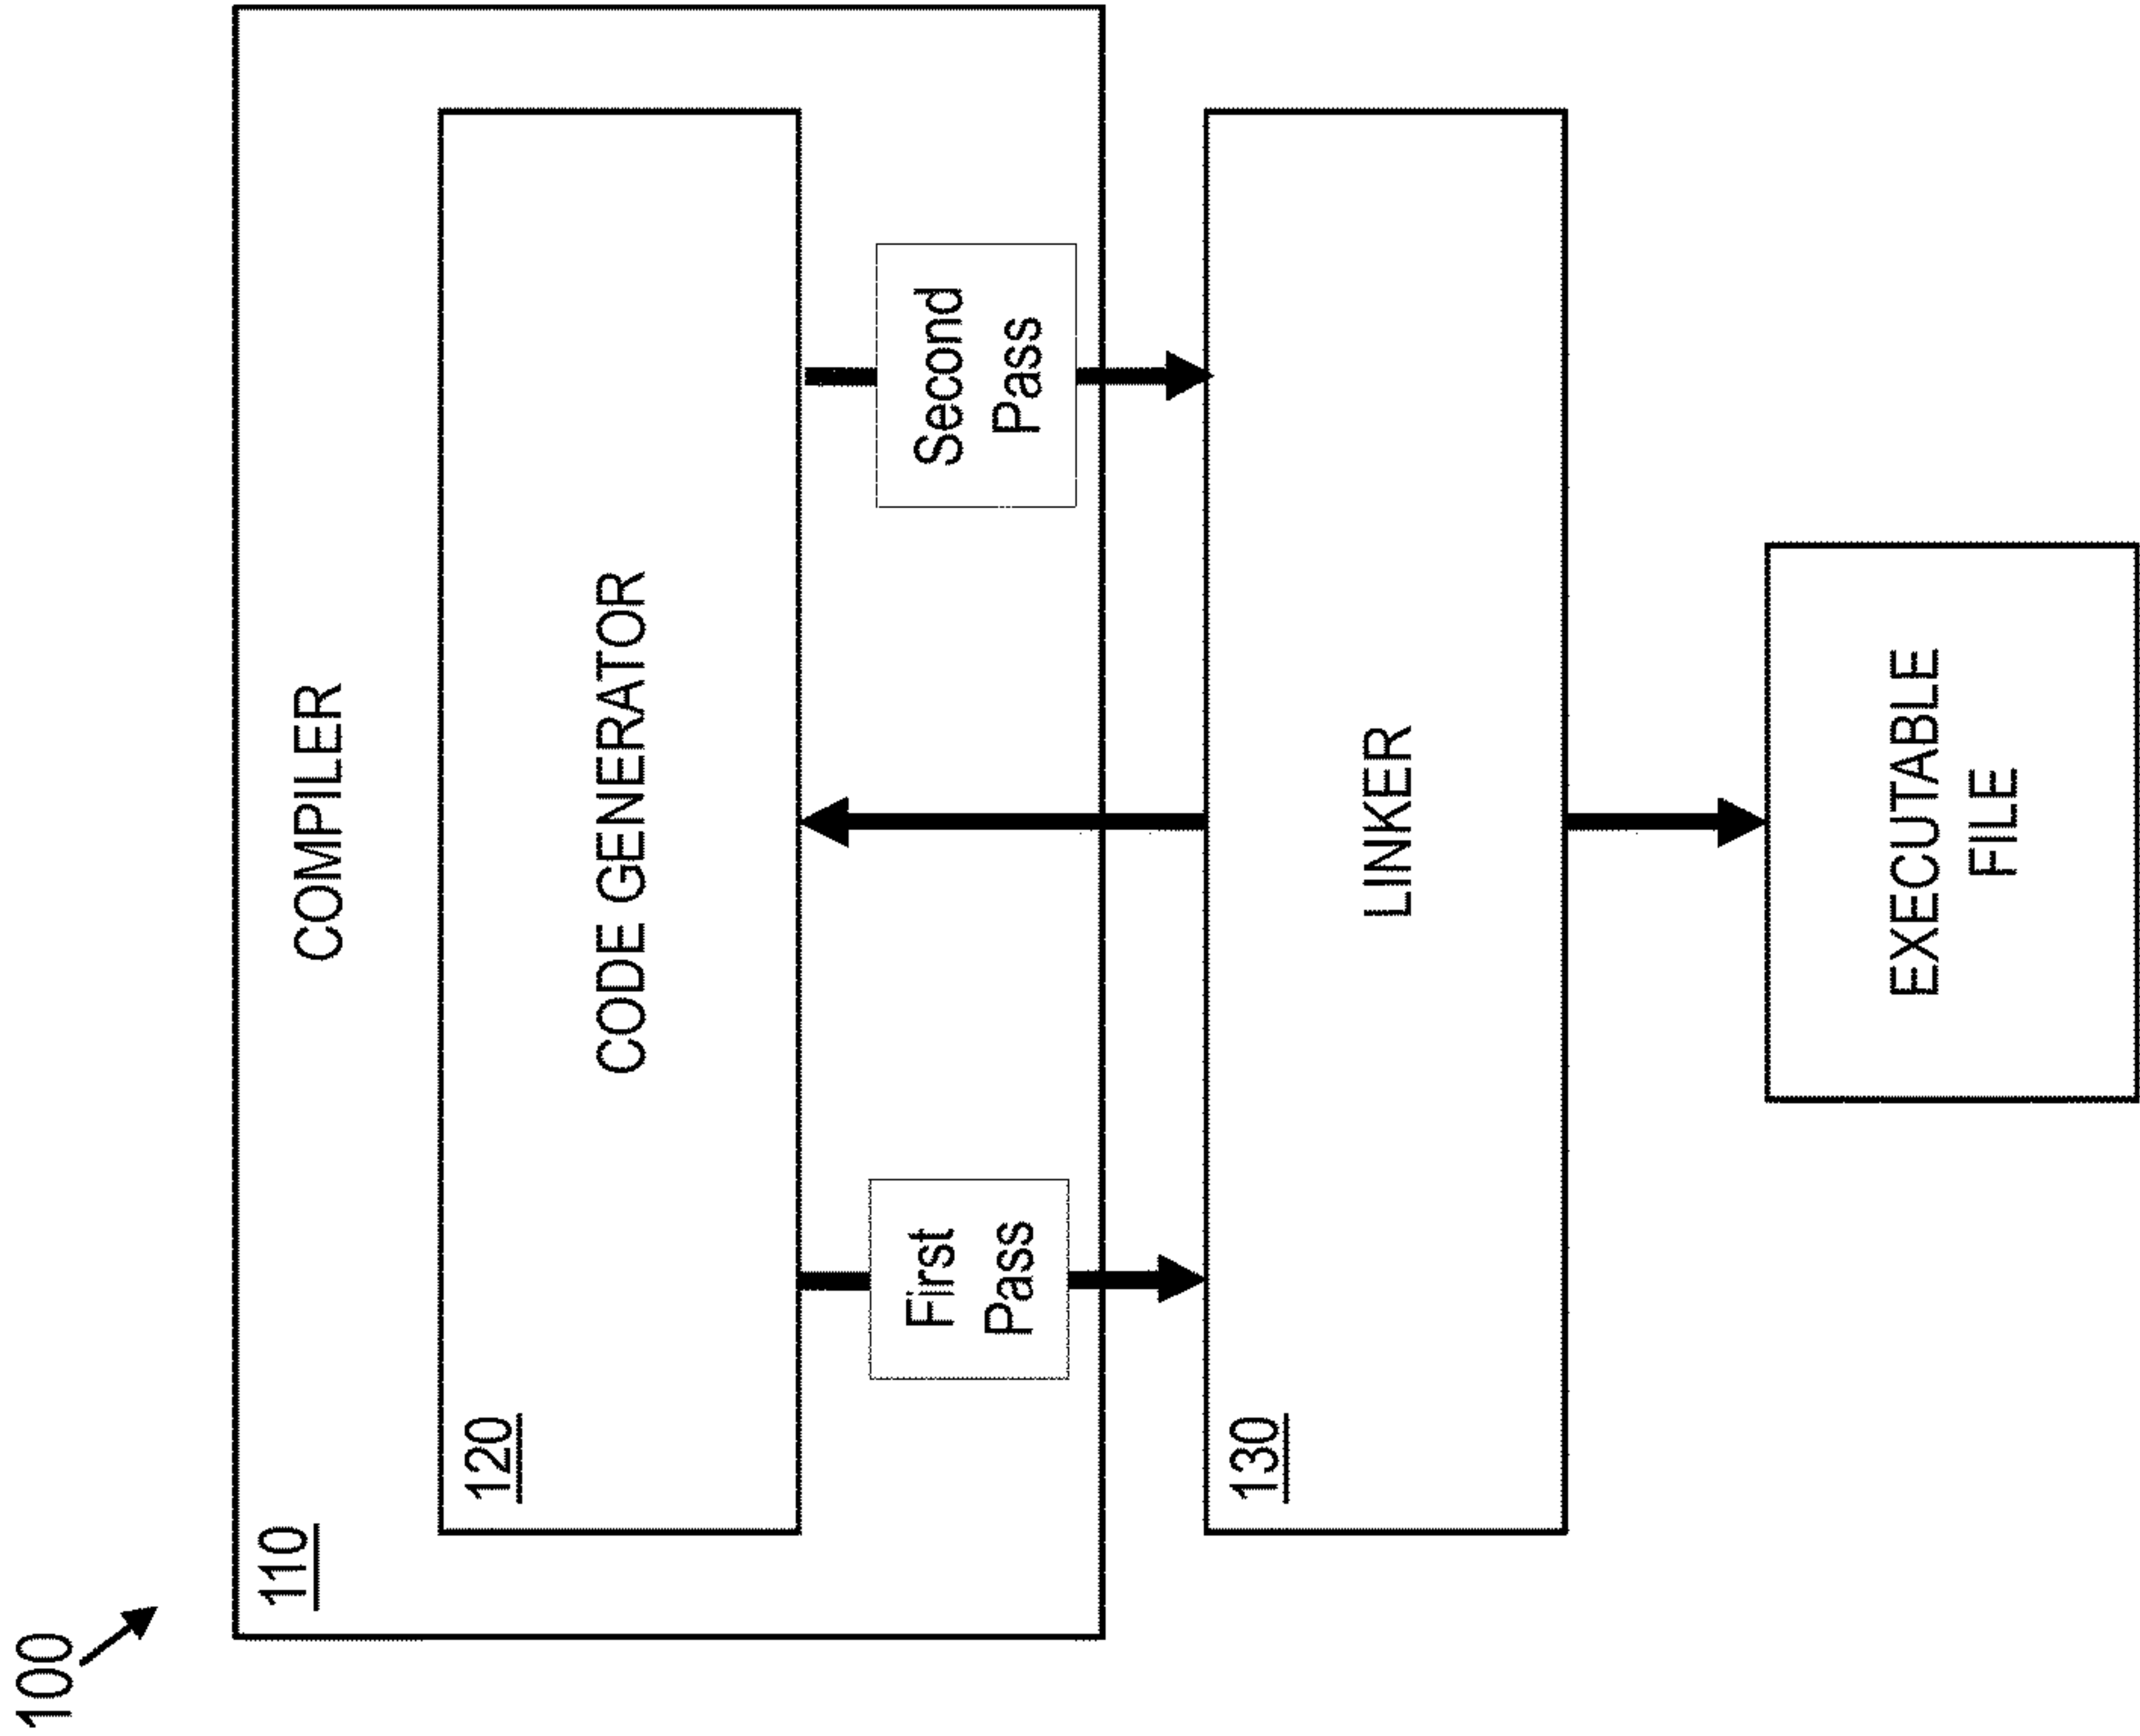 100
110
COMPILER
120
CODE GENERATOR
First
Pass
Second
Pass
130
LINKER
EXECUTABLE
FILE